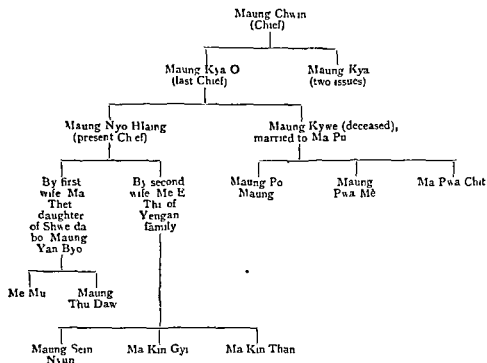 Maung Chwin
(Chief)
Maung Kya O
(last Chief)
Maung Kya
(two issues)
Maung Nyo Hlaing
(present Chief)
Maung Kywe (deceased),
married to Ma Pu
By first
wife Ma
Thet
daughter
of Shwe da
bo Maung
Yan Byo
By second
wife Me E
Thi of
Yengan
family
Maung Po
Maung
Maung
Pwa Mè
Ma Pwa Chit
Me Mu
Maung
Thu Daw
Maung Sein
Nyun
Ma Kin Gyi
Ma Kin Than